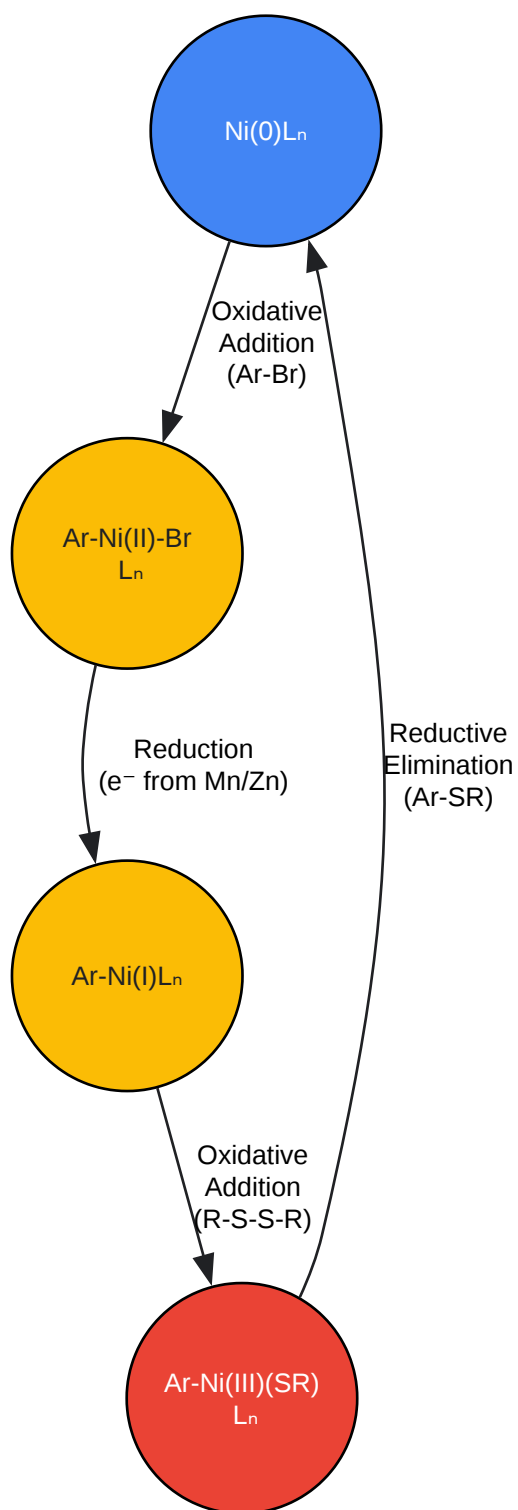 Ni(0)Lₙ
Oxidative
Addition
(Ar-Br)
Ar-Ni(II)-Br
Lₙ
Reduction
(e⁻ from Mn/Zn)
Reductive
Elimination
(Ar-SR)
Ar-Ni(I)Lₙ
Oxidative
Addition
(R-S-S-R)
Ar-Ni(III)(SR)
Lₙ